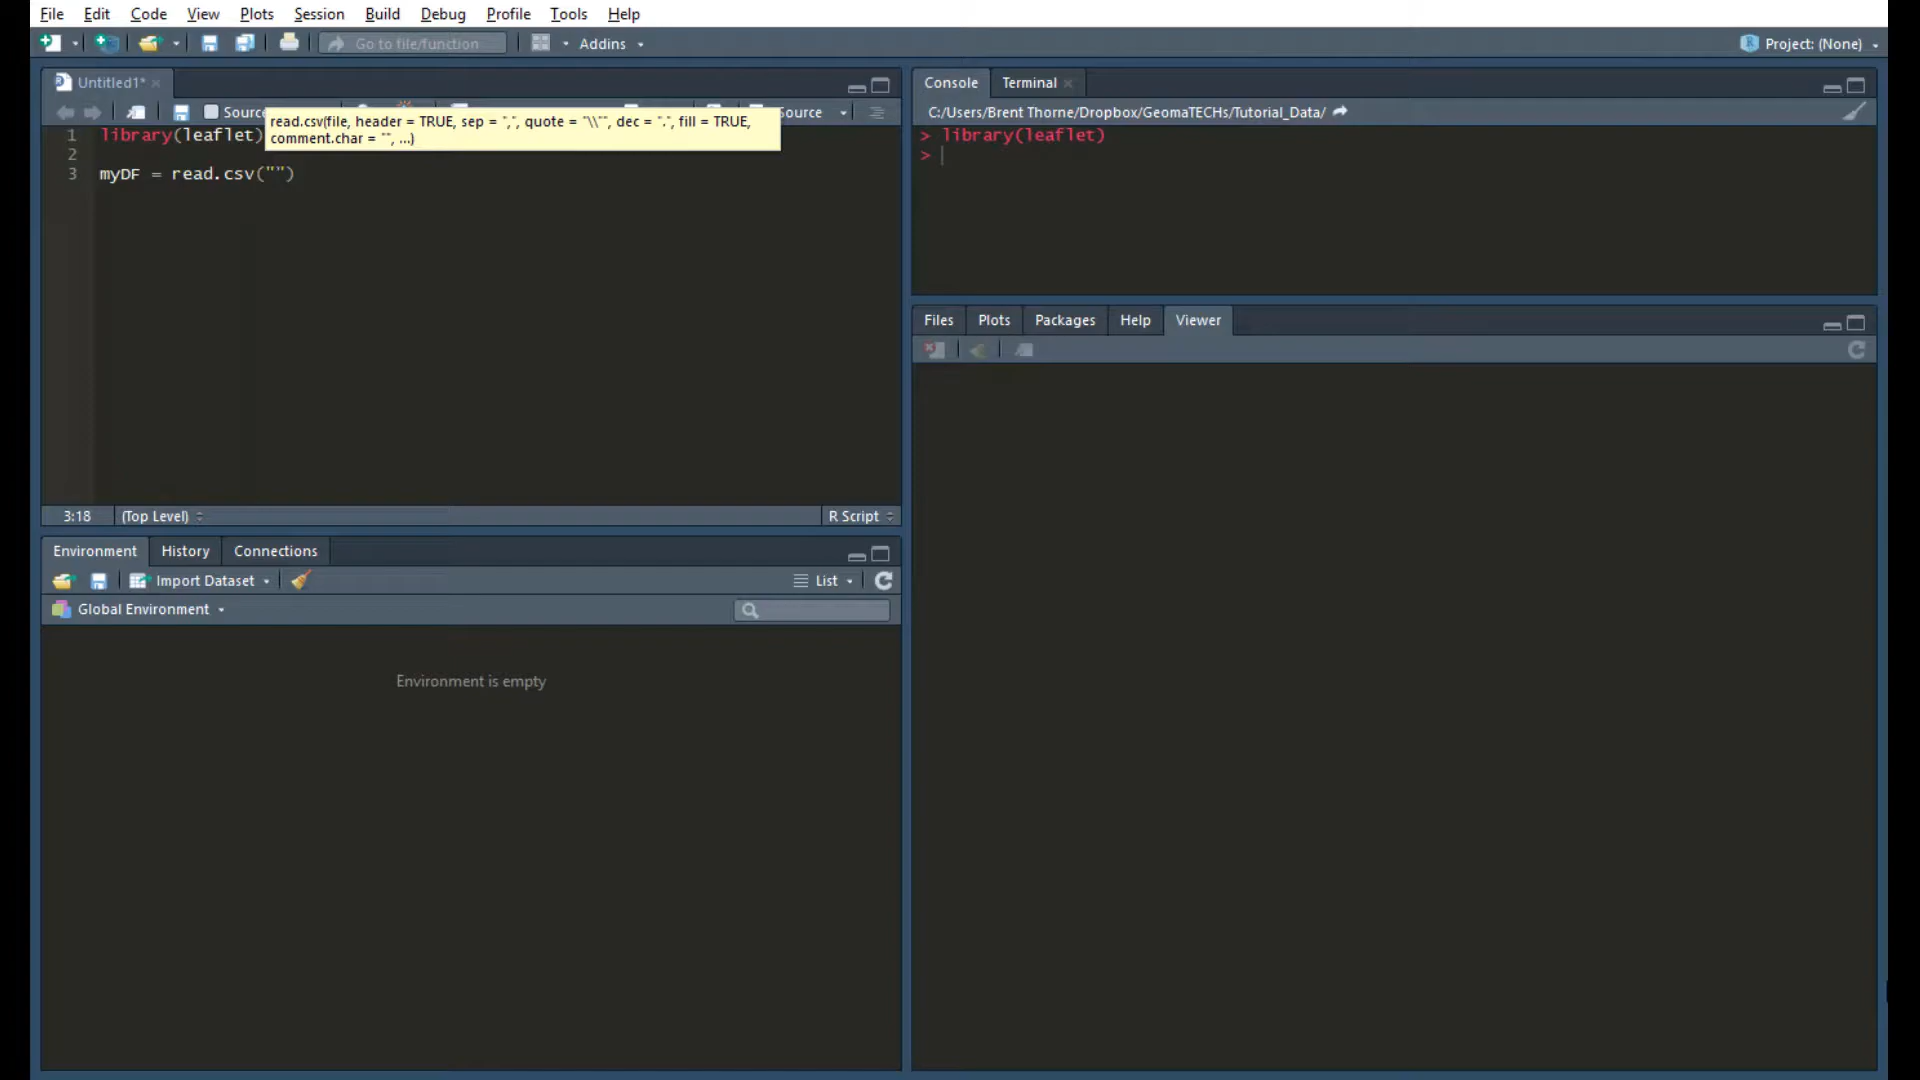 File Edit Code View Plots Session Build Debug Profile Tools Help
Go to file/function Addins Project: (None)
Untitled1*
Source
ource
read.csv(file, header = TRUE, sep = ",", quote = "\\"", dec = ".", fill = TRUE,
comment.char = "", ...)
1 library(leaflet)
2
3 myDF = read.csv("")
3:18 (Top Level) R Script
Environment History Connections
Import Dataset List
Global Environment
Environment is empty
Console Terminal
C:/Users/Brent Thorne/Dropbox/GeomaTECHs/Tutorial_Data/
> library(leaflet)
>
Files Plots Packages Help Viewer